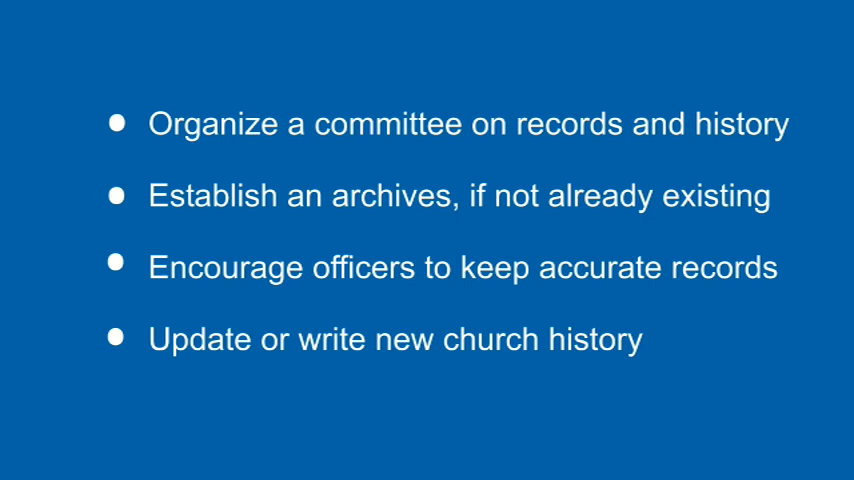 • Organize a committee on records and history
• Establish an archives, if not already existing
• Encourage officers to keep accurate records
• Update or write new church history